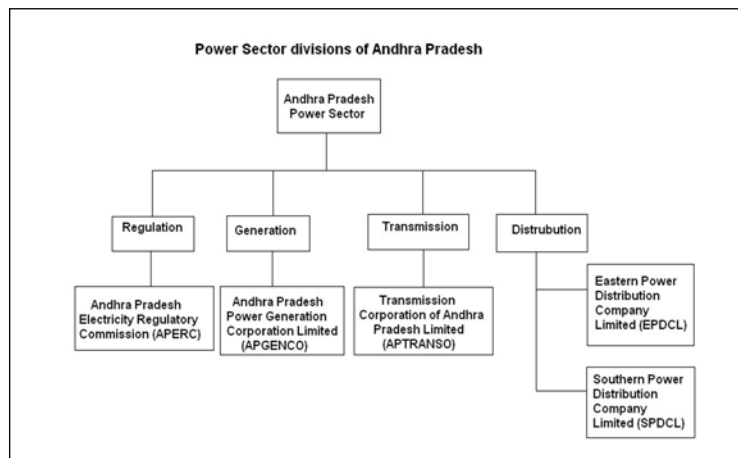 Power Sector divisions of Andhra Pradesh
Andhra Pradesh
Power Sector
Regulation
Generation
Transmission
Distrubution
Andhra Pradesh
Electricity Regulatory
Commission (APERC)
Andhra Pradesh
Power Generation
Corporation Limited
(APGENCO)
Transmission
Corporation of Andhra
Pradesh Limited
(APTRANSO)
Eastern Power
Distribution
Company
Limited (EPDCL)
Southern Power
Distribution
Company
Limited (SPDCL)